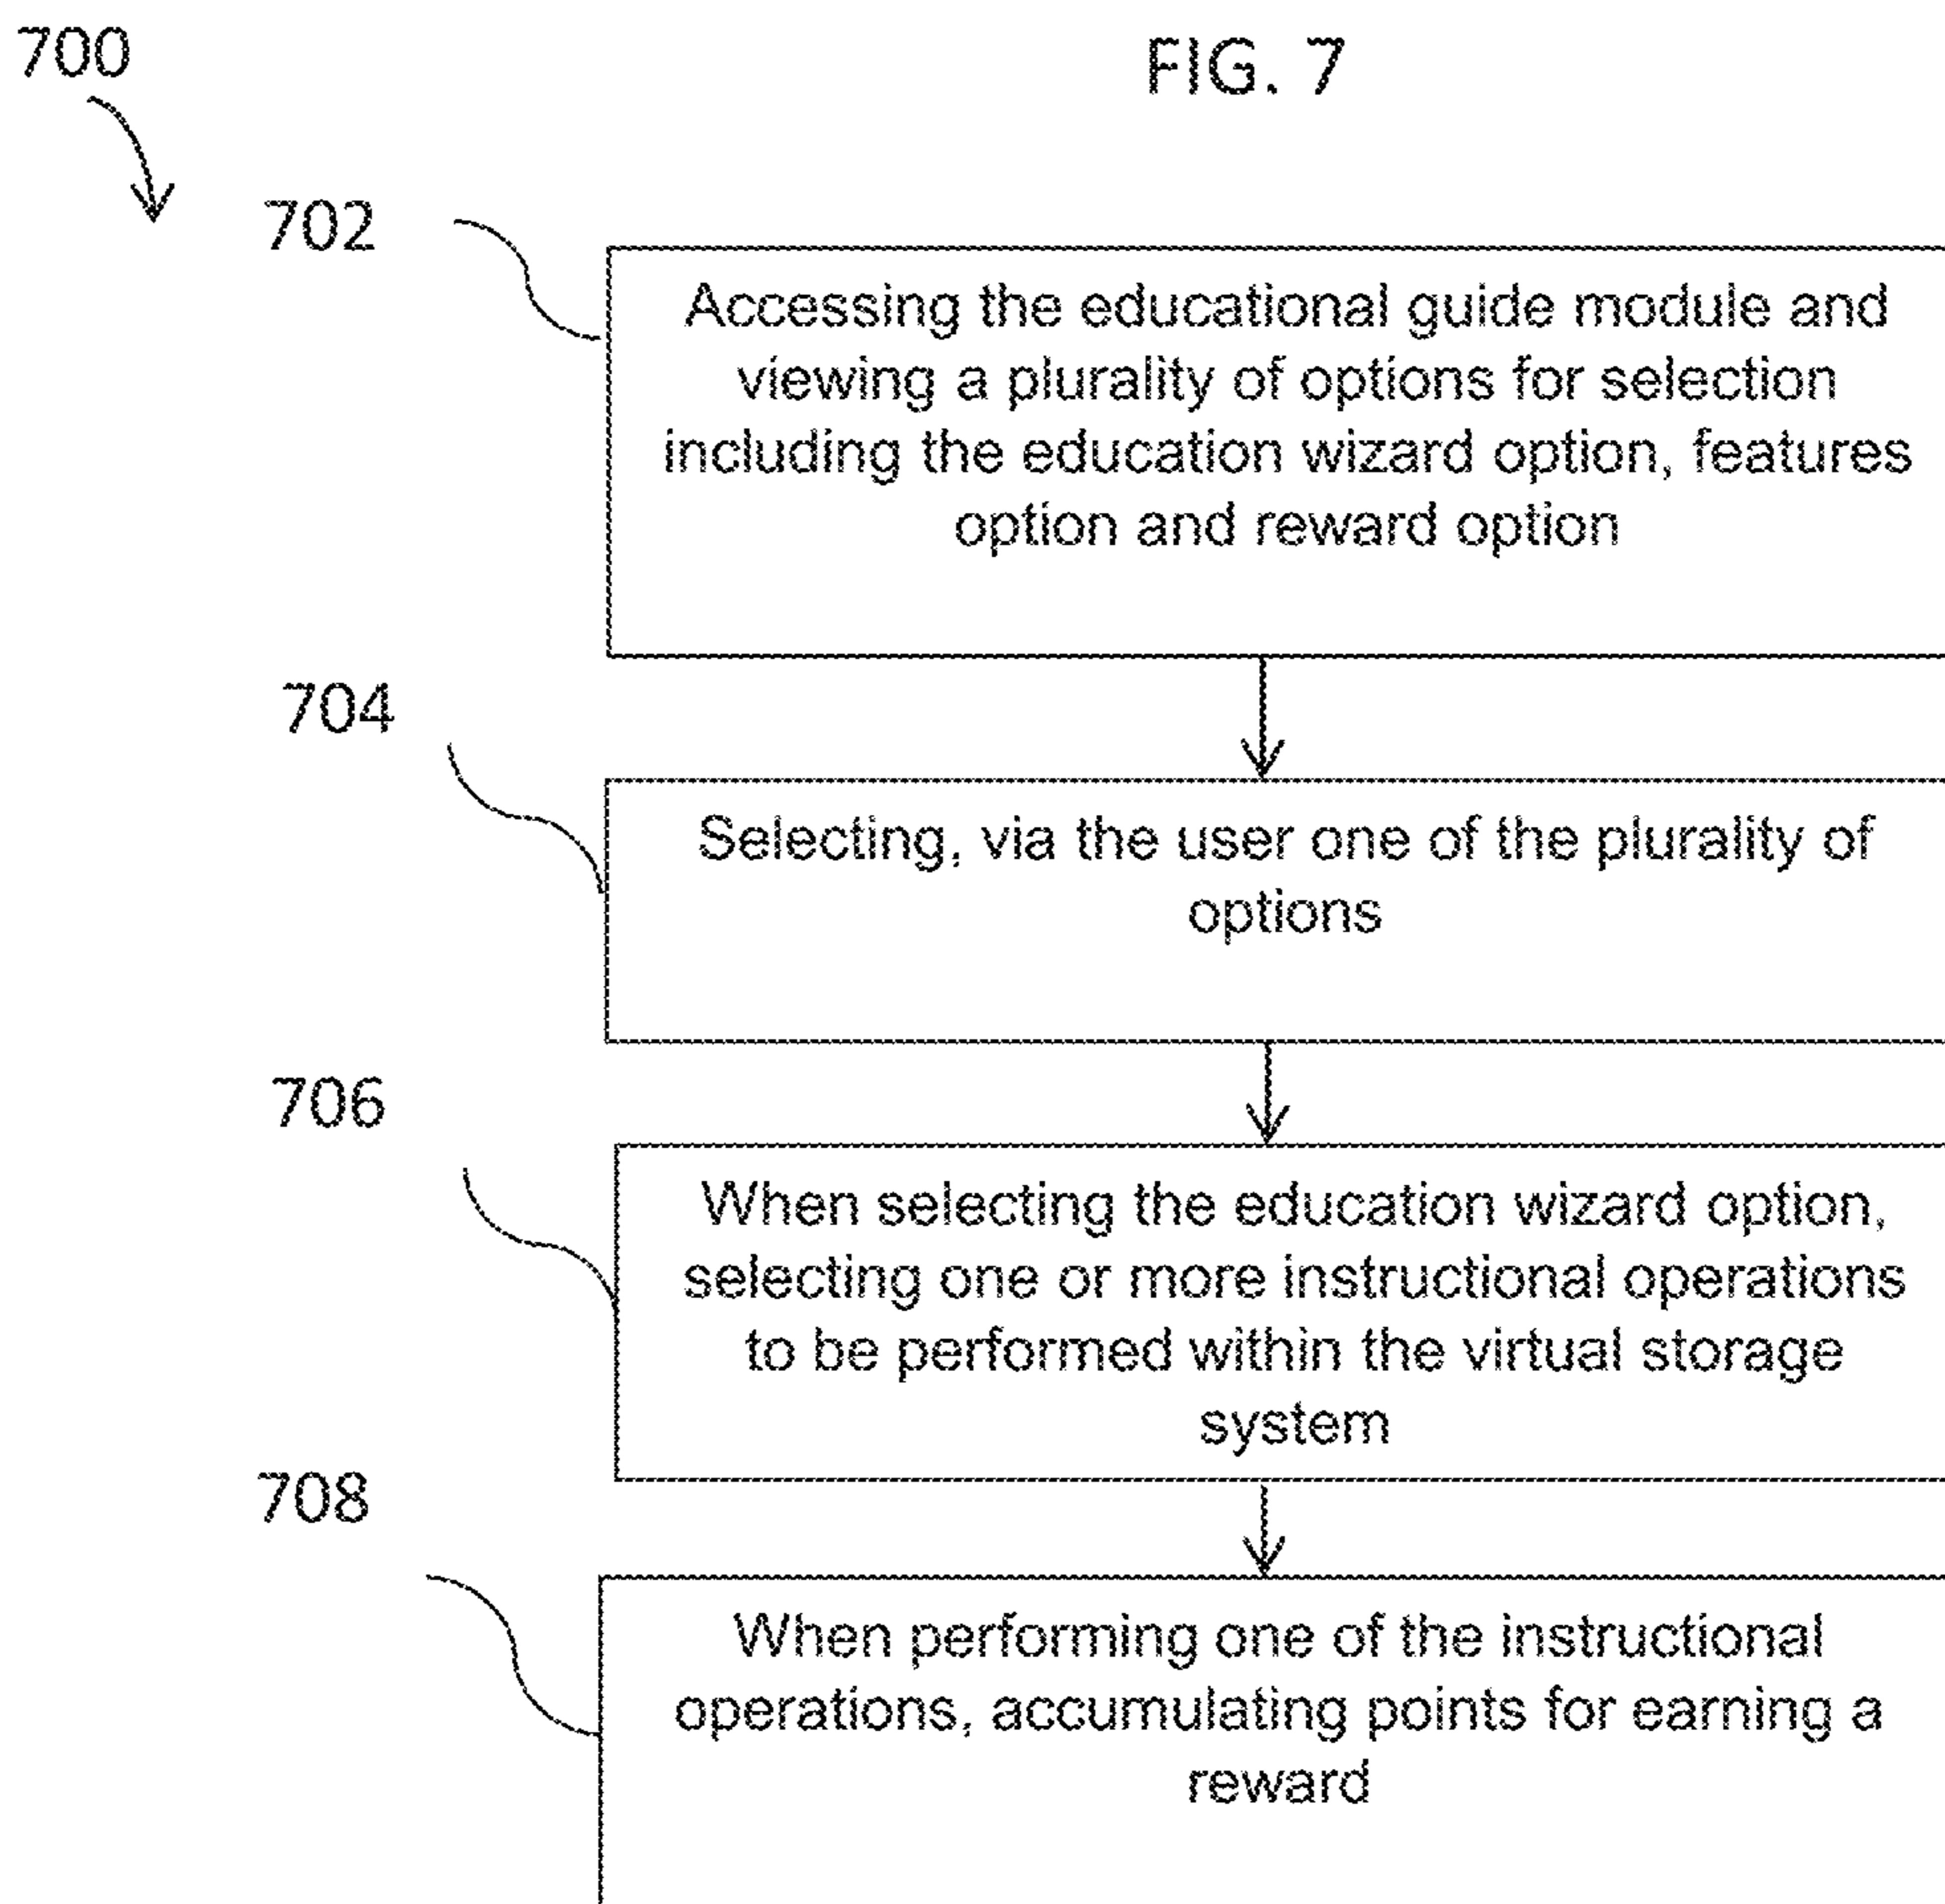 700
FIG. 7
702
Accessing the educational guide module and
viewing a plurality of options for selection
including the education wizard option, features
option and reward option
704
Selecting, via the user one of the plurality of
options
706
When selecting the education wizard option,
selecting one or more instructional operations
to be performed within the virtual storage
system
708
When performing one of the instructional
operations, accumulating points for earning a
reward